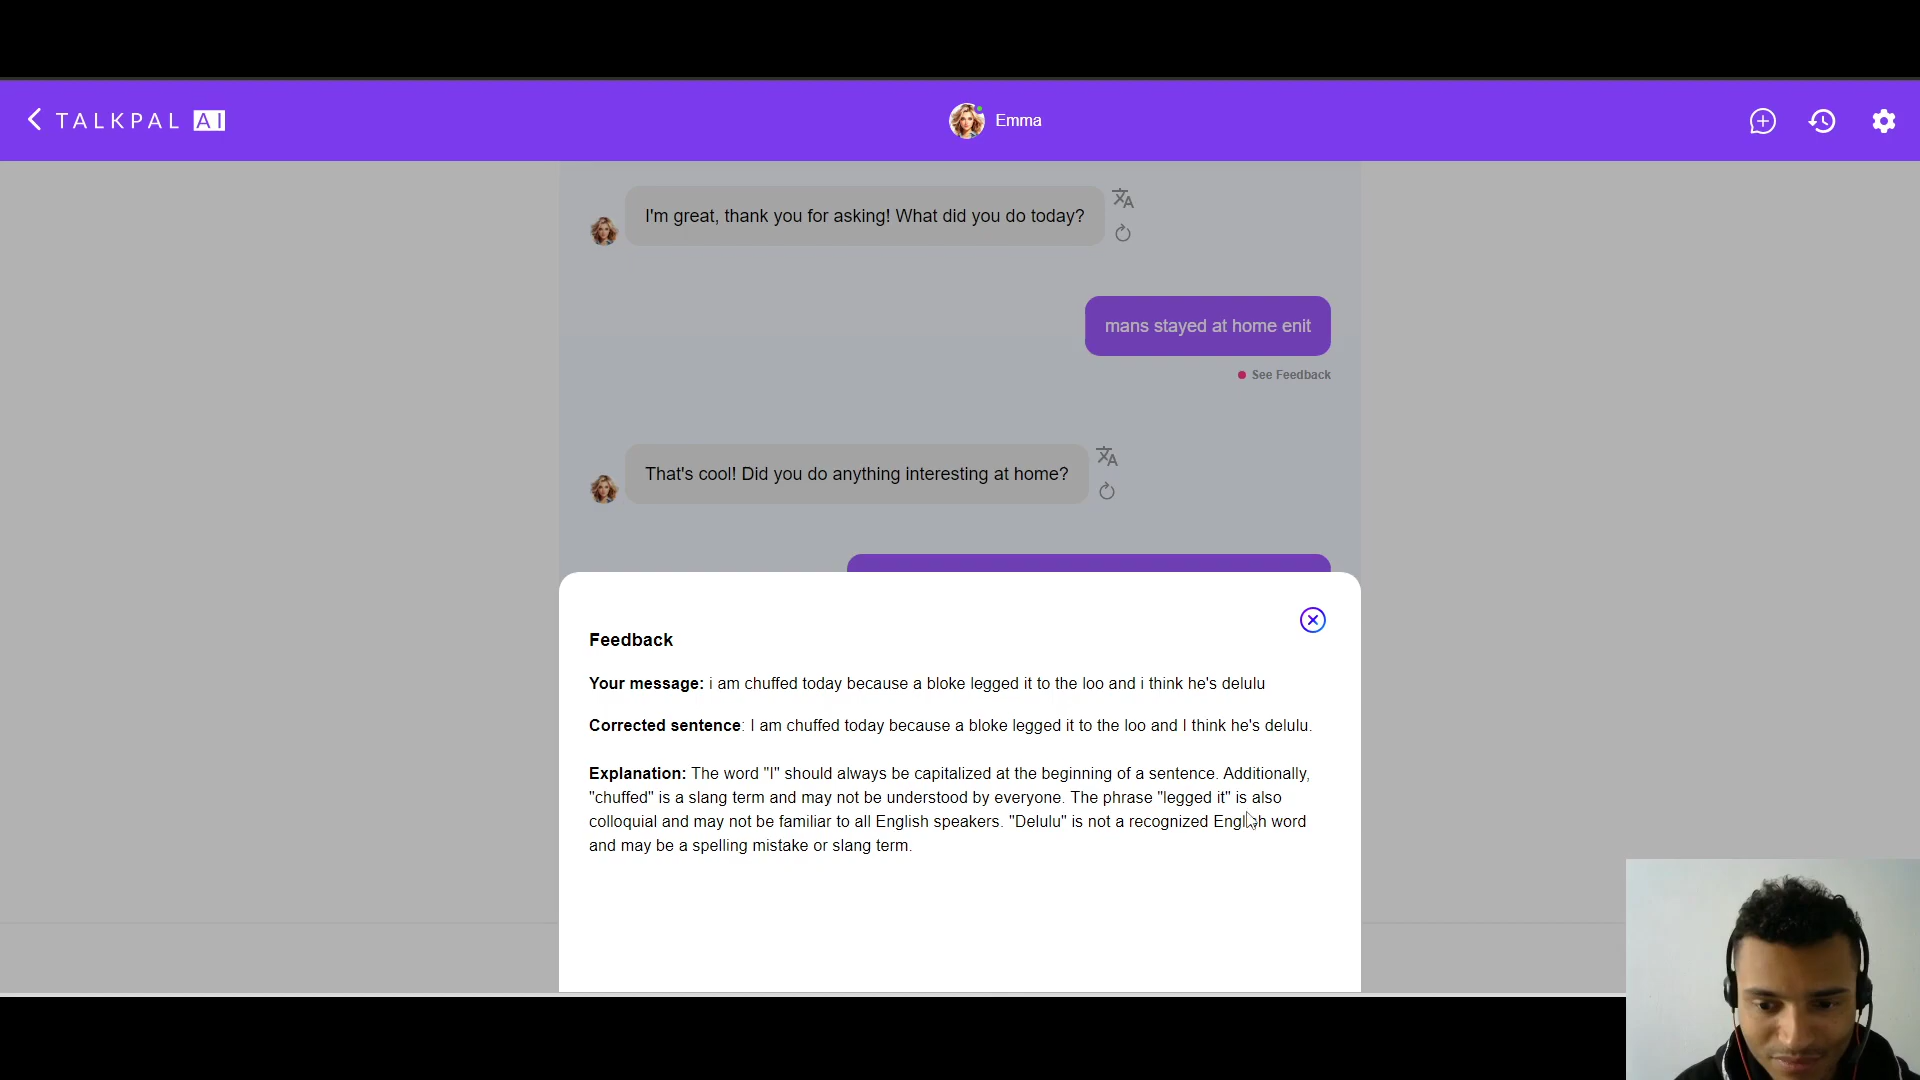 TALKPAL AI
Emma
I'm great, thank you for asking! What did you do today?
mans stayed at home enit
See Feedback
That's cool! Did you do anything interesting at home?
Feedback
Your message: i am chuffed today because a bloke legged it to the loo and i think he's delulu
Corrected sentence: I am chuffed today because a bloke legged it to the loo and I think he's delulu.
Explanation: The word "I" should always be capitalized at the beginning of a sentence. Additionally,
"chuffed" is a slang term and may not be understood by everyone. The phrase "legged it" is also
colloquial and may not be familiar to all English speakers. "Delulu" is not a recognized English word
and may be a spelling mistake or slang term.